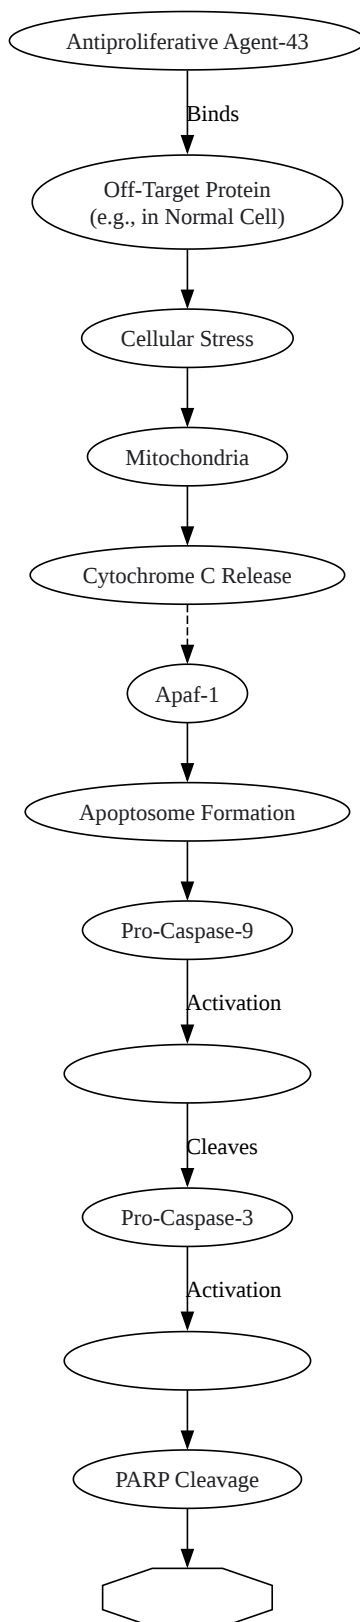 Antiproliferative Agent-43
Binds
Off-Target Protein
(e.g., in Normal Cell)
Cellular Stress
Mitochondria
Cytochrome C Release
Apaf-1
Apoptosome Formation
Pro-Caspase-9
Activation
Cleaves
Pro-Caspase-3
Activation
PARP Cleavage